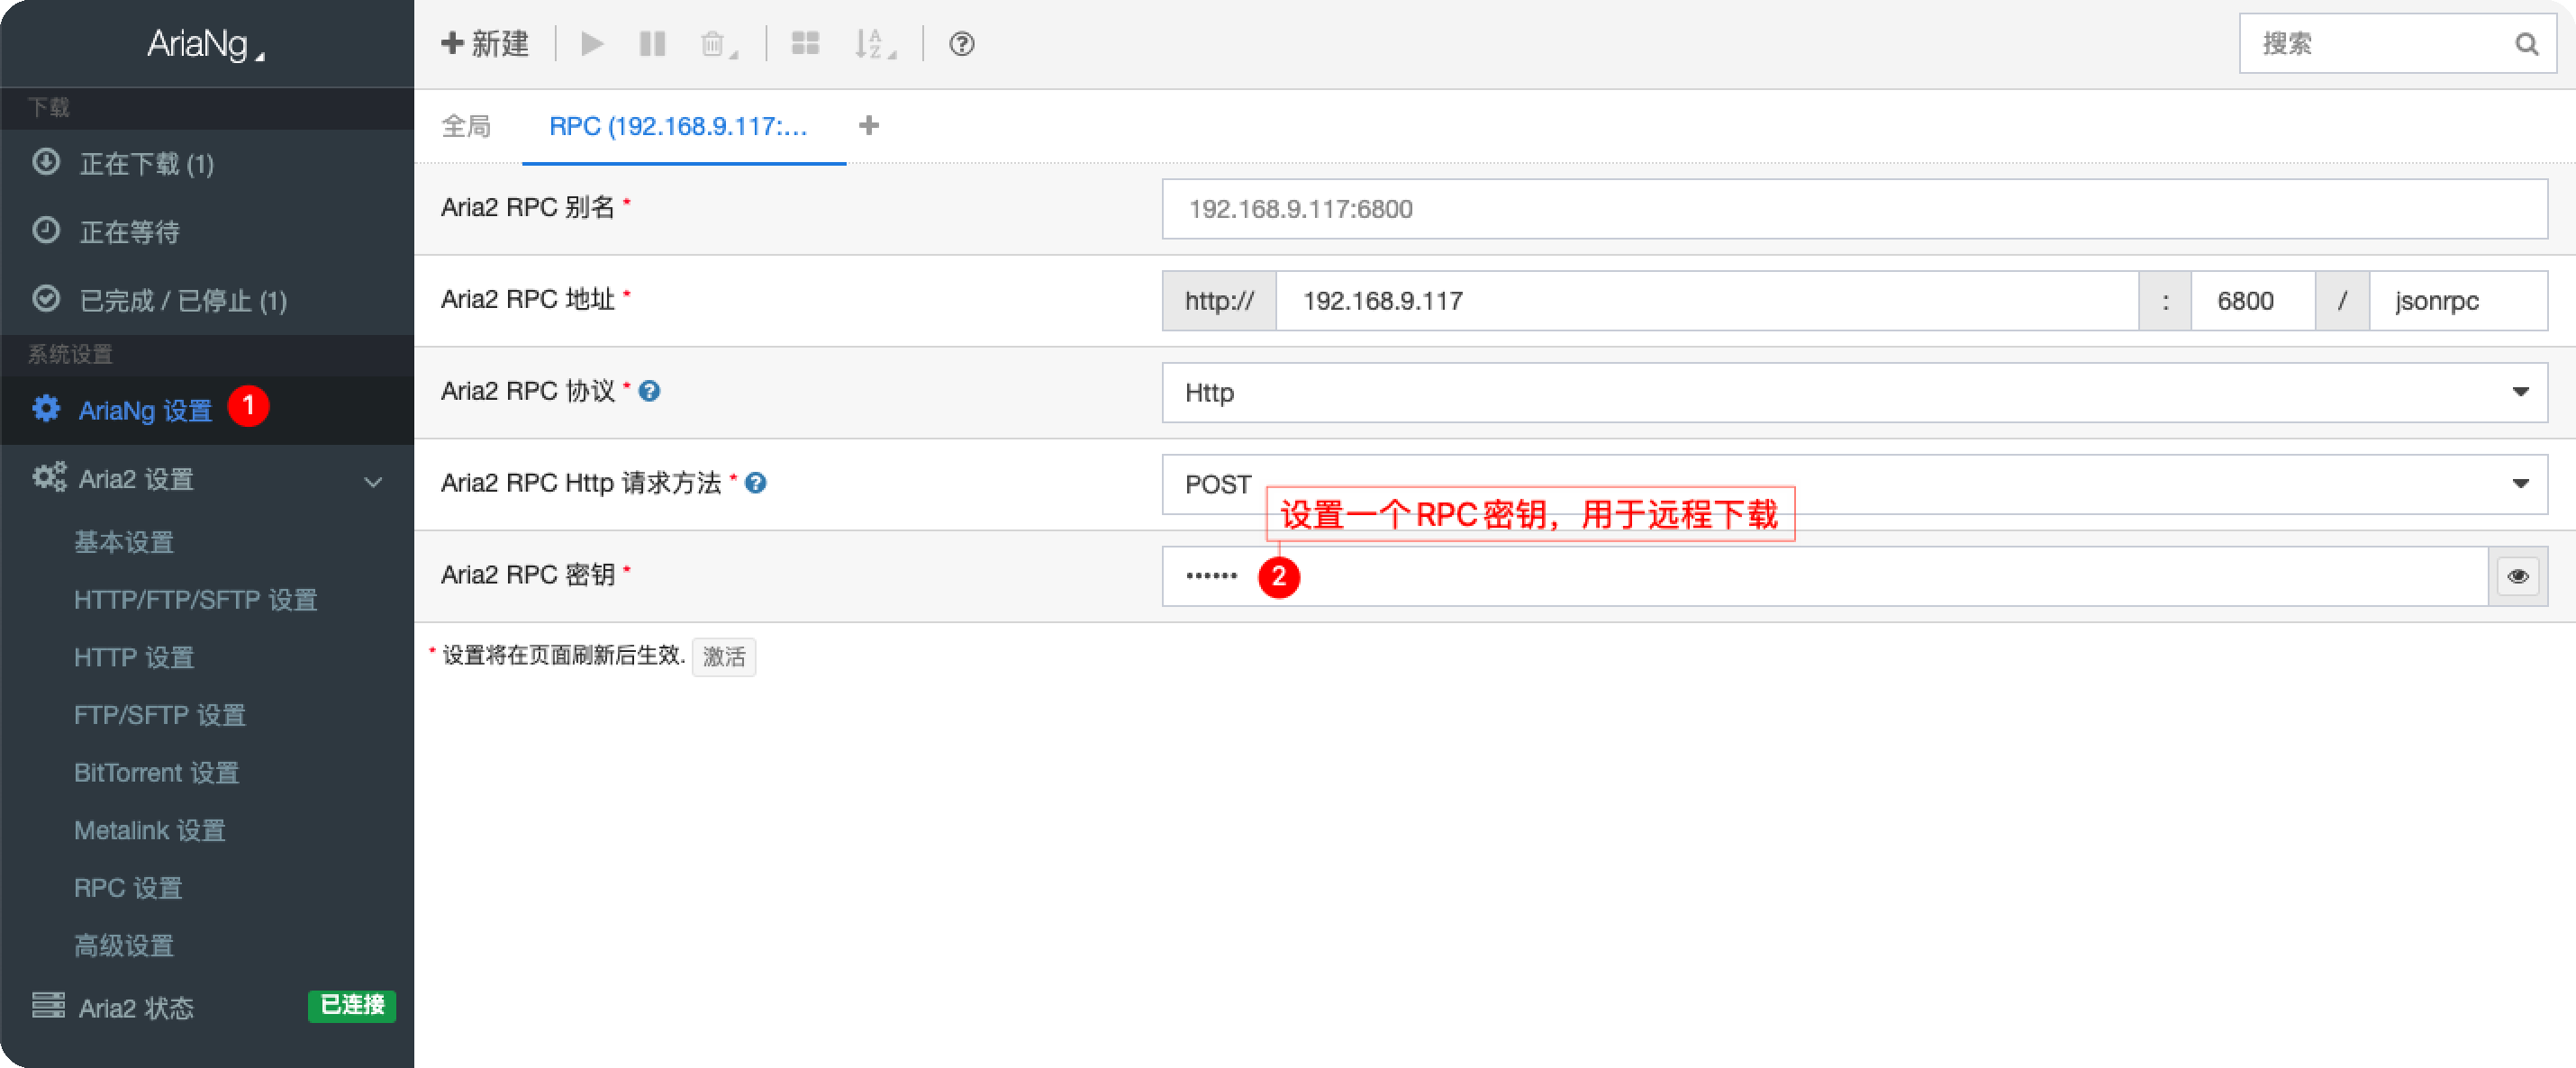 AriaNg
下载
正在下载 (1)
正在等待
已完成 / 已停止 (1)
系统设置
AriaNg 设置 1
Aria2 设置
基本设置
HTTP/FTP/SFTP 设置
HTTP 设置
FTP/SFTP 设置
BitTorrent 设置
Metalink 设置
RPC 设置
高级设置
Aria2 状态 已连接
新建
搜索
全局 RPC (192.168.9.117:...
Aria2 RPC 别名 * 192.168.9.117:6800
Aria2 RPC 地址 * http:// 192.168.9.117 : 6800 / jsonrpc
Aria2 RPC 协议 * Http
Aria2 RPC Http 请求方法 * POST
设置一个 RPC 密钥，用于远程下载
Aria2 RPC 密钥 * •••••• 2
* 设置将在页面刷新后生效. 激活